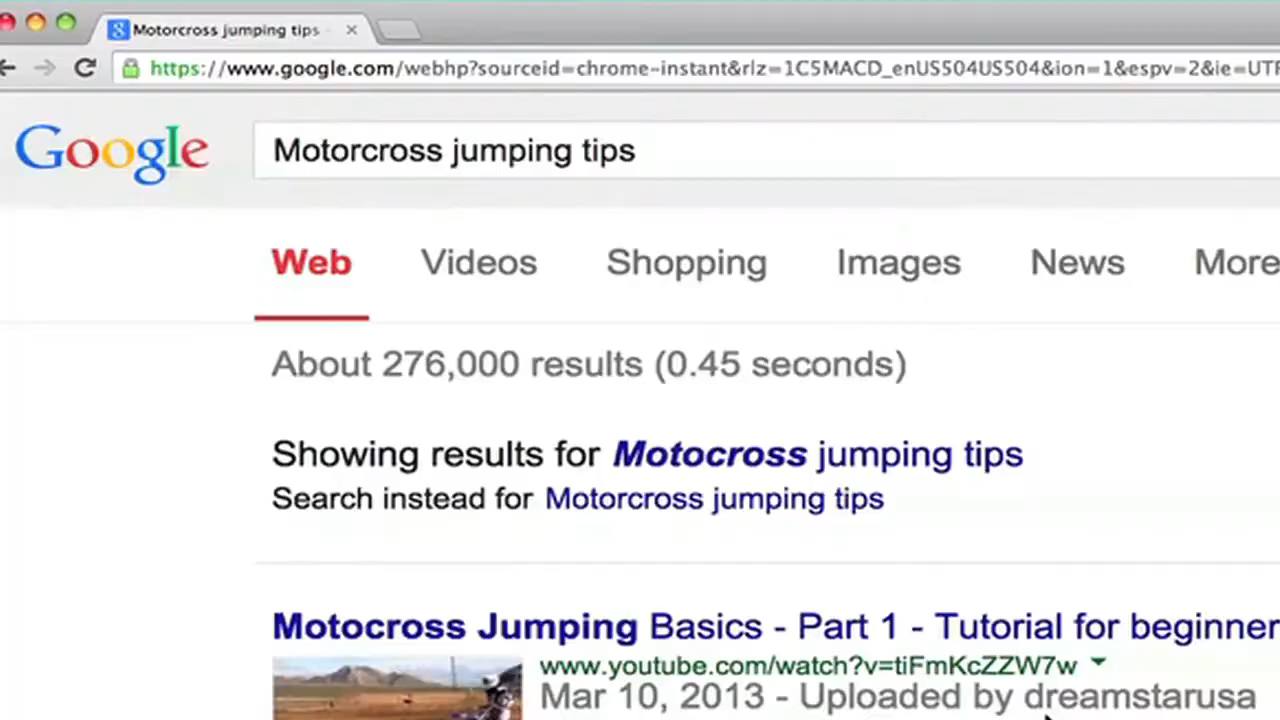 Motorcross jumping tips
https://www.google.com/webhp?sourceid=chrome-instant&rlz=1C5MACD_enUS504US504&ion=1&espv=2&ie=UTF
Google
Motorcross jumping tips
Web Videos Shopping Images News More
About 276,000 results (0.45 seconds)
Showing results for Motocross jumping tips
Search instead for Motorcross jumping tips
Motocross Jumping Basics - Part 1 - Tutorial for beginner
www.youtube.com/watch?v=tiFmKcZZW7w
Mar 10, 2013 - Uploaded by dreamstarusa